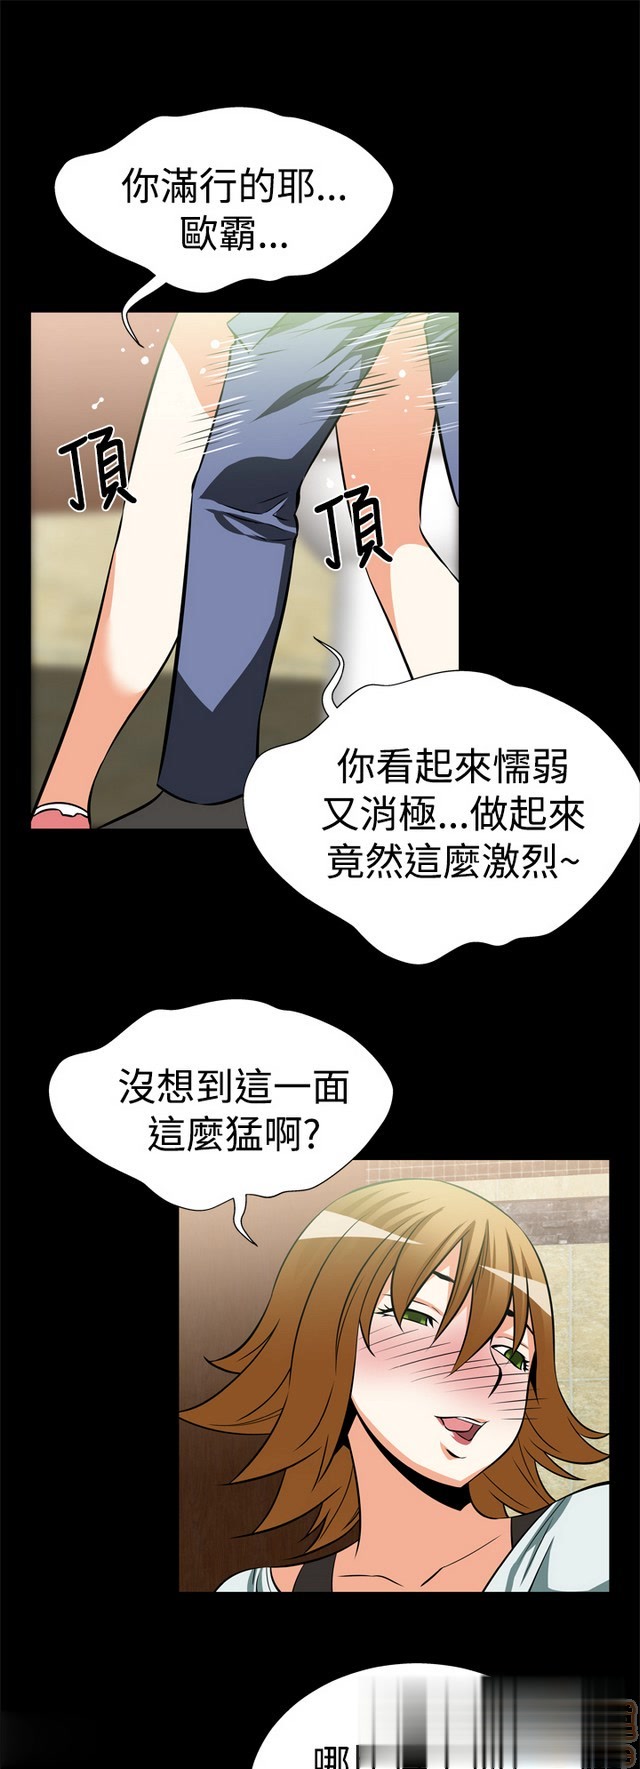 你滿行的耶...
歐霸...
頂
頂
你看起來懦弱
又消極...做起來
竟然這麼激烈~
沒想到這一面
這麼猛啊?
哪